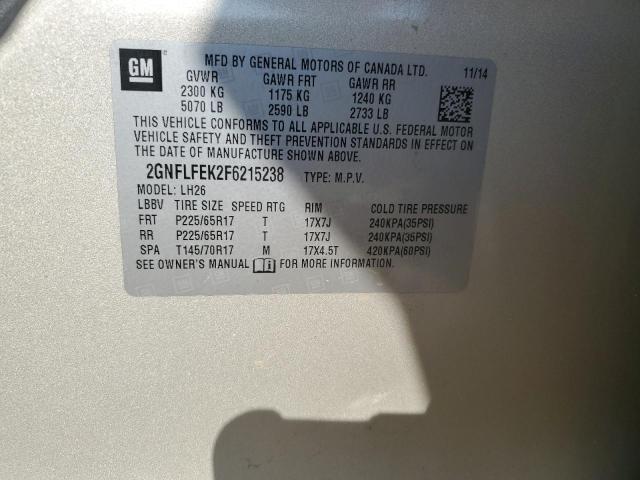 GM
MFD BY GENERAL MOTORS OF CANADA LTD. 11/14
GVWR GAWR FRT GAWR RR
2300 KG 1175 KG 1240 KG
5070 LB 2590 LB 2733 LB
THIS VEHICLE CONFORMS TO ALL APPLICABLE U.S. FEDERAL MOTOR
VEHICLE SAFETY AND THEFT PREVENTION STANDARDS IN EFFECT ON
THE DATE OF MANUFACTURE SHOWN ABOVE.
2GNFLFEK2F6215238 TYPE: M.P.V.
MODEL: LH26
LBBV TIRE SIZE SPEED RTG RIM COLD TIRE PRESSURE
FRT P225/65R17 T 17X7J 240KPA(35PSI)
RR P225/65R17 T 17X7J 240KPA(35PSI)
SPA T145/70R17 M 17X4.5T 420KPA(60PSI)
SEE OWNER'S MANUAL FOR MORE INFORMATION.